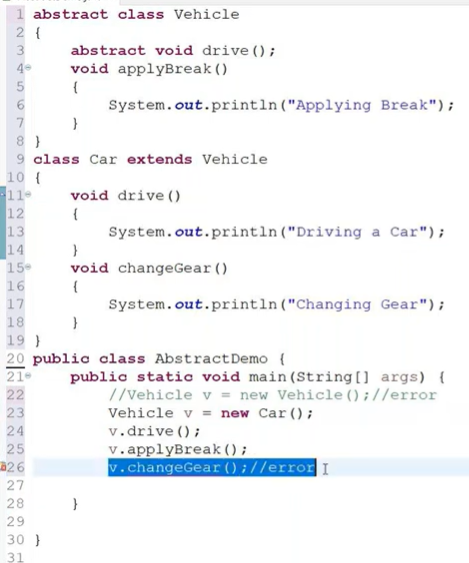 1 abstract class Vehicle
2 {
3     abstract void drive();
4     void applyBreak()
5     {
6         System.out.println("Applying Break");
7     }
8 }
9 class Car extends Vehicle
10 {
11     void drive()
12     {
13         System.out.println("Driving a Car");
14     }
15     void changeGear()
16     {
17         System.out.println("Changing Gear");
18     }
19 }
20 public class AbstractDemo {
21     public static void main(String[] args) {
22         //Vehicle v = new Vehicle();//error
23         Vehicle v = new Car();
24         v.drive();
25         v.applyBreak();
26         v.changeGear();//error
27
28     }
29
30 }
31